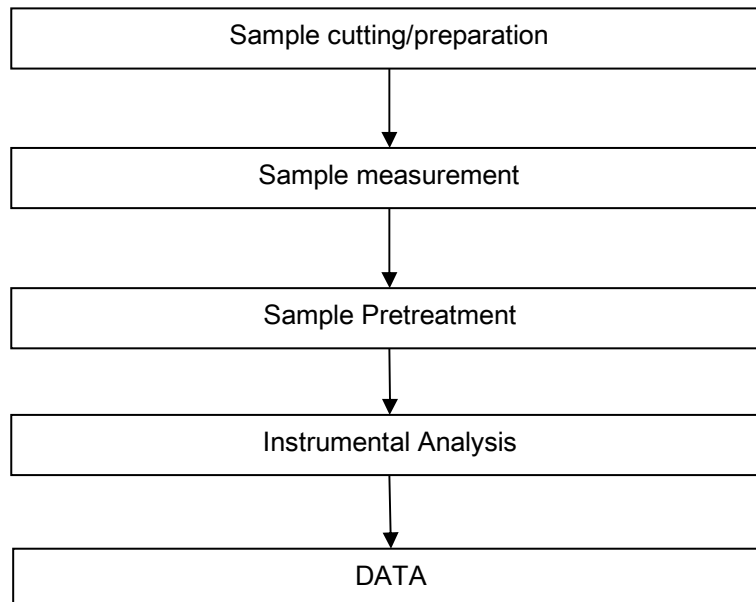 Sample cutting/preparation
Sample measurement
Sample Pretreatment
Instrumental Analysis
DATA